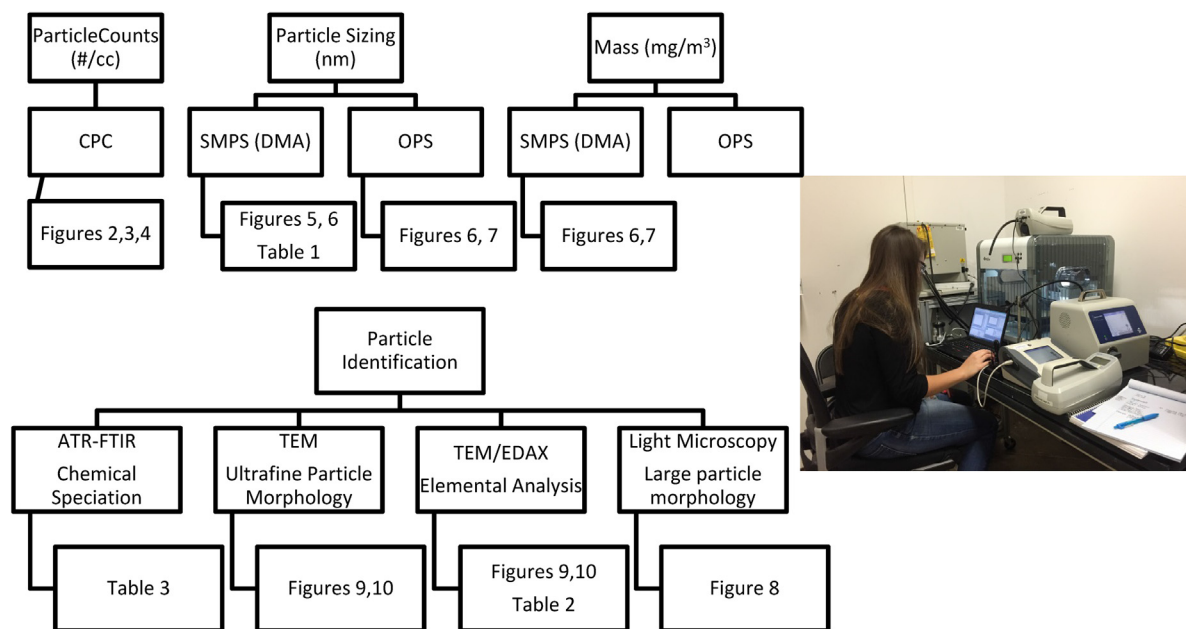 ParticleCounts
(#/cc)
Particle Sizing
(nm)
Mass (mg/m³)
CPC
SMPS (DMA)
OPS
SMPS (DMA)
OPS
Figures 2,3,4
Figures 5, 6
Table 1
Figures 6, 7
Figures 6,7
Particle
Identification
ATR-FTIR
Chemical
Speciation
TEM
Ultrafine Particle
Morphology
TEM/EDAX
Elemental Analysis
Light Microscopy
Large particle
morphology
Table 3
Figures 9,10
Figures 9,10
Table 2
Figure 8